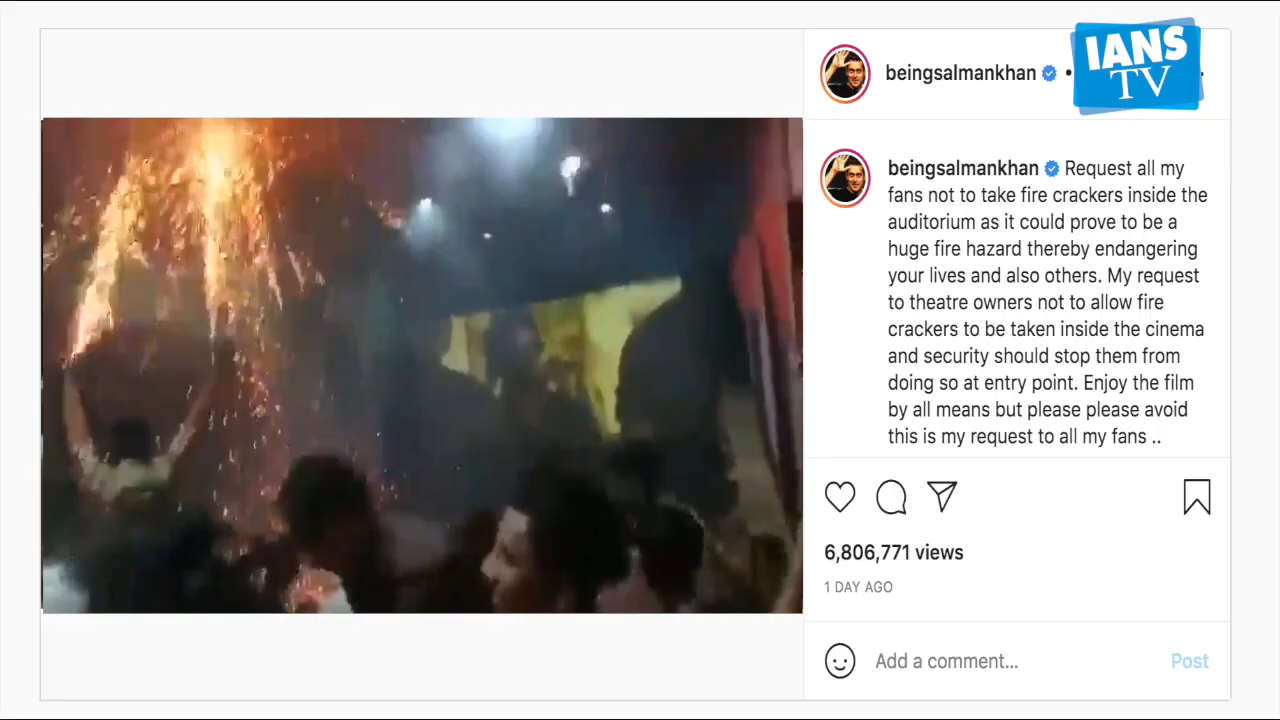 IANS
TV
beingsalmankhan •
beingsalmankhan Request all my
fans not to take fire crackers inside the
auditorium as it could prove to be a
huge fire hazard thereby endangering
your lives and also others. My request
to theatre owners not to allow fire
crackers to be taken inside the cinema
and security should stop them from
doing so at entry point. Enjoy the film
by all means but please please avoid
this is my request to all my fans ..
6,806,771 views
1 DAY AGO
Add a comment...
Post